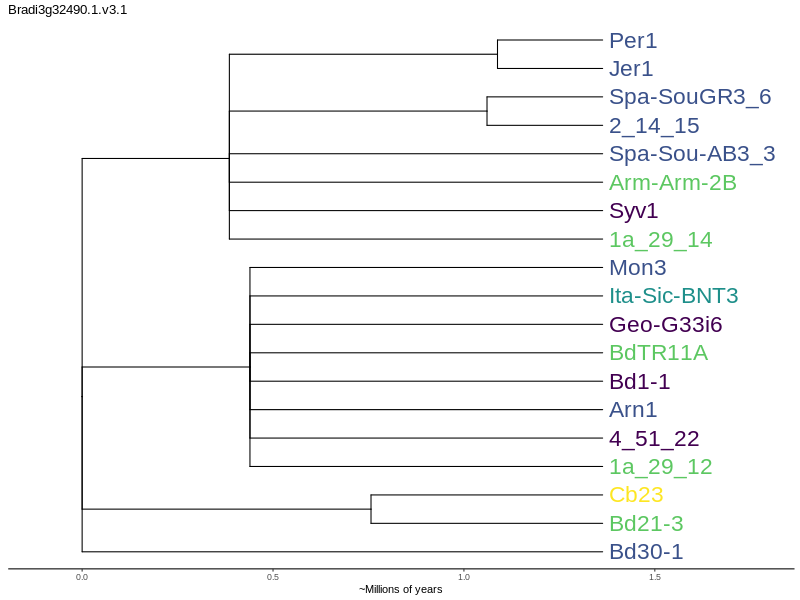 Bradi3g32490.1.v3.1
Per1
Jer1
Spa-SouGR3_6
2_14_15
Spa-Sou-AB3_3
Arm-Arm-2B
Syv1
1a_29_14
Mon3
Ita-Sic-BNT3
Geo-G33i6
BdTR11A
Bd1-1
Arn1
4_51_22
1a_29_12
Cb23
Bd21-3
Bd30-1
0.0 0.5 1.0 1.5
~Millions of years